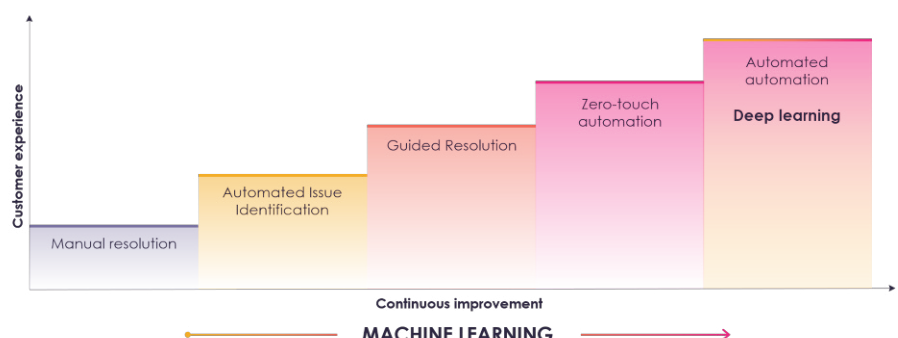 Customer experience
Manual resolution
Automated Issue
Identification
Guided Resolution
Zero-touch
automation
Automated
automation
Deep learning
Continuous improvement
MACHINE LEARNING